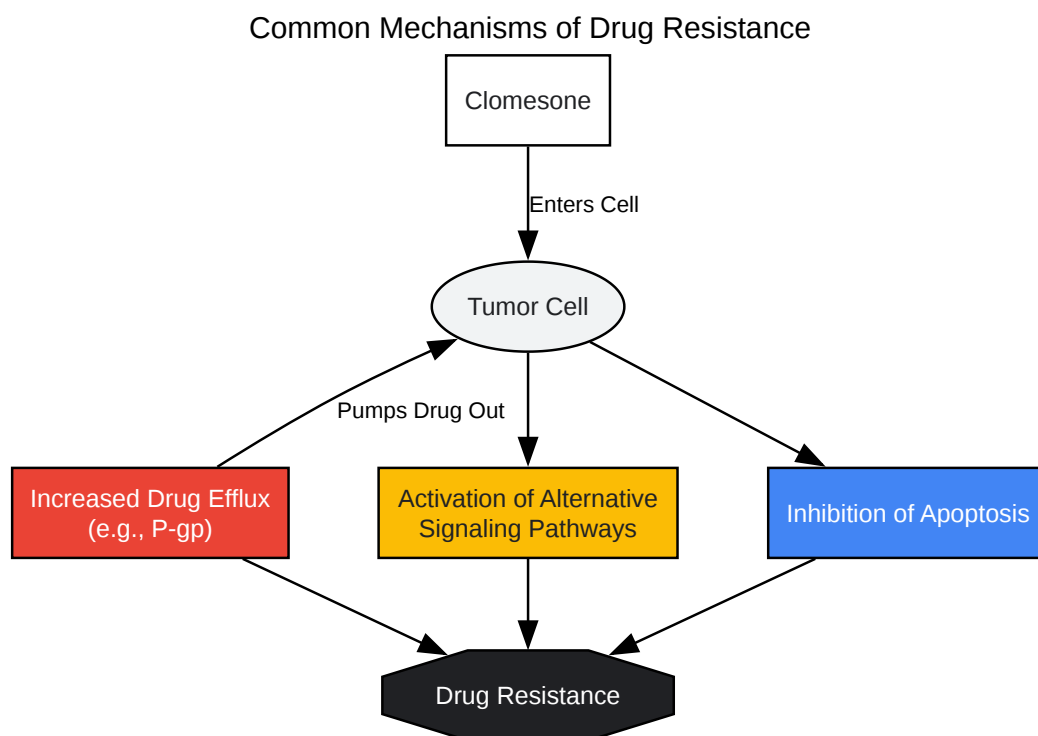 Common Mechanisms of Drug Resistance
Clomesone
Enters Cell
Tumor Cell
Pumps Drug Out
Increased Drug Efflux
(e.g., P-gp)
Activation of Alternative
Signaling Pathways
Inhibition of Apoptosis
Drug Resistance